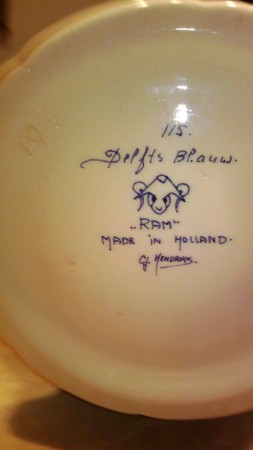 115.
Delfts Blauw.
„RAM"
MADE in HOLLAND.